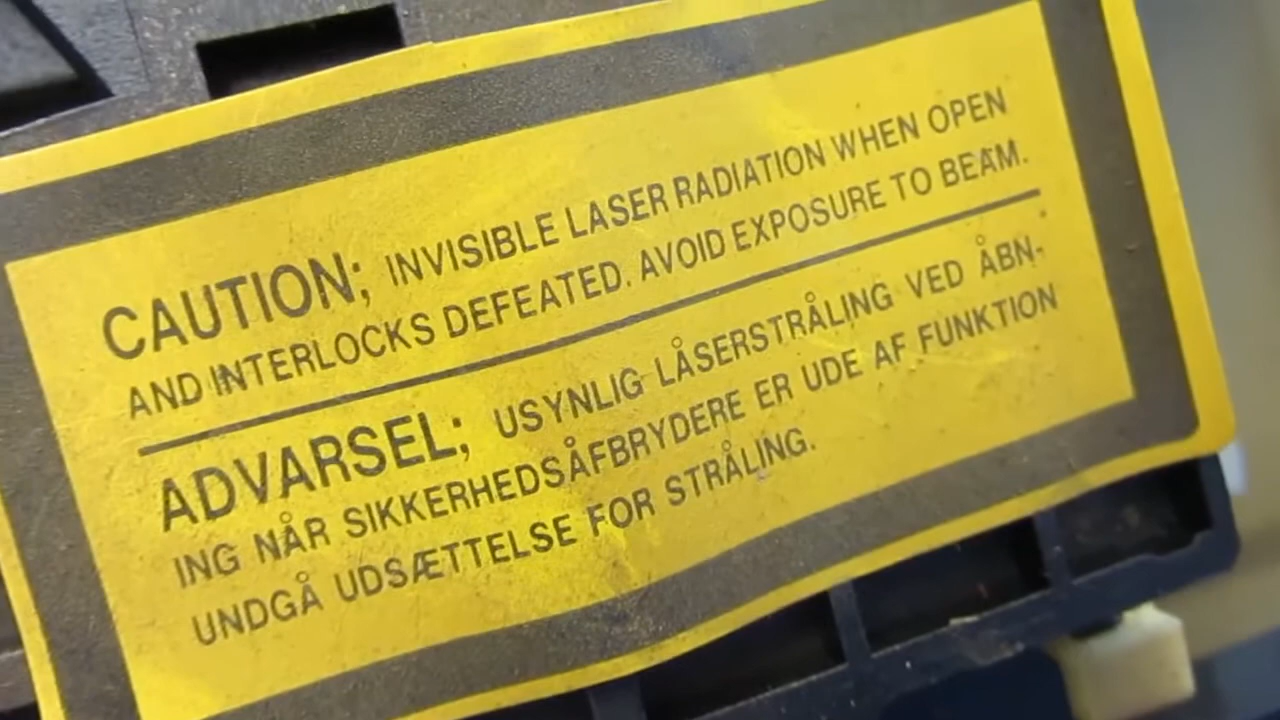 CAUTION; INVISIBLE LASER RADIATION WHEN OPEN
AND INTERLOCKS DEFEATED. AVOID EXPOSURE TO BEAM.
ADVARSEL; USYNLIG LÅSERSTRÅLING VED ÅBN-
ING NÅR SIKKERHEDSÅFBRYDERE ER UDE AF FUNKTION
UNDGÅ UDSÆTTELSE FOR STRÅLING.